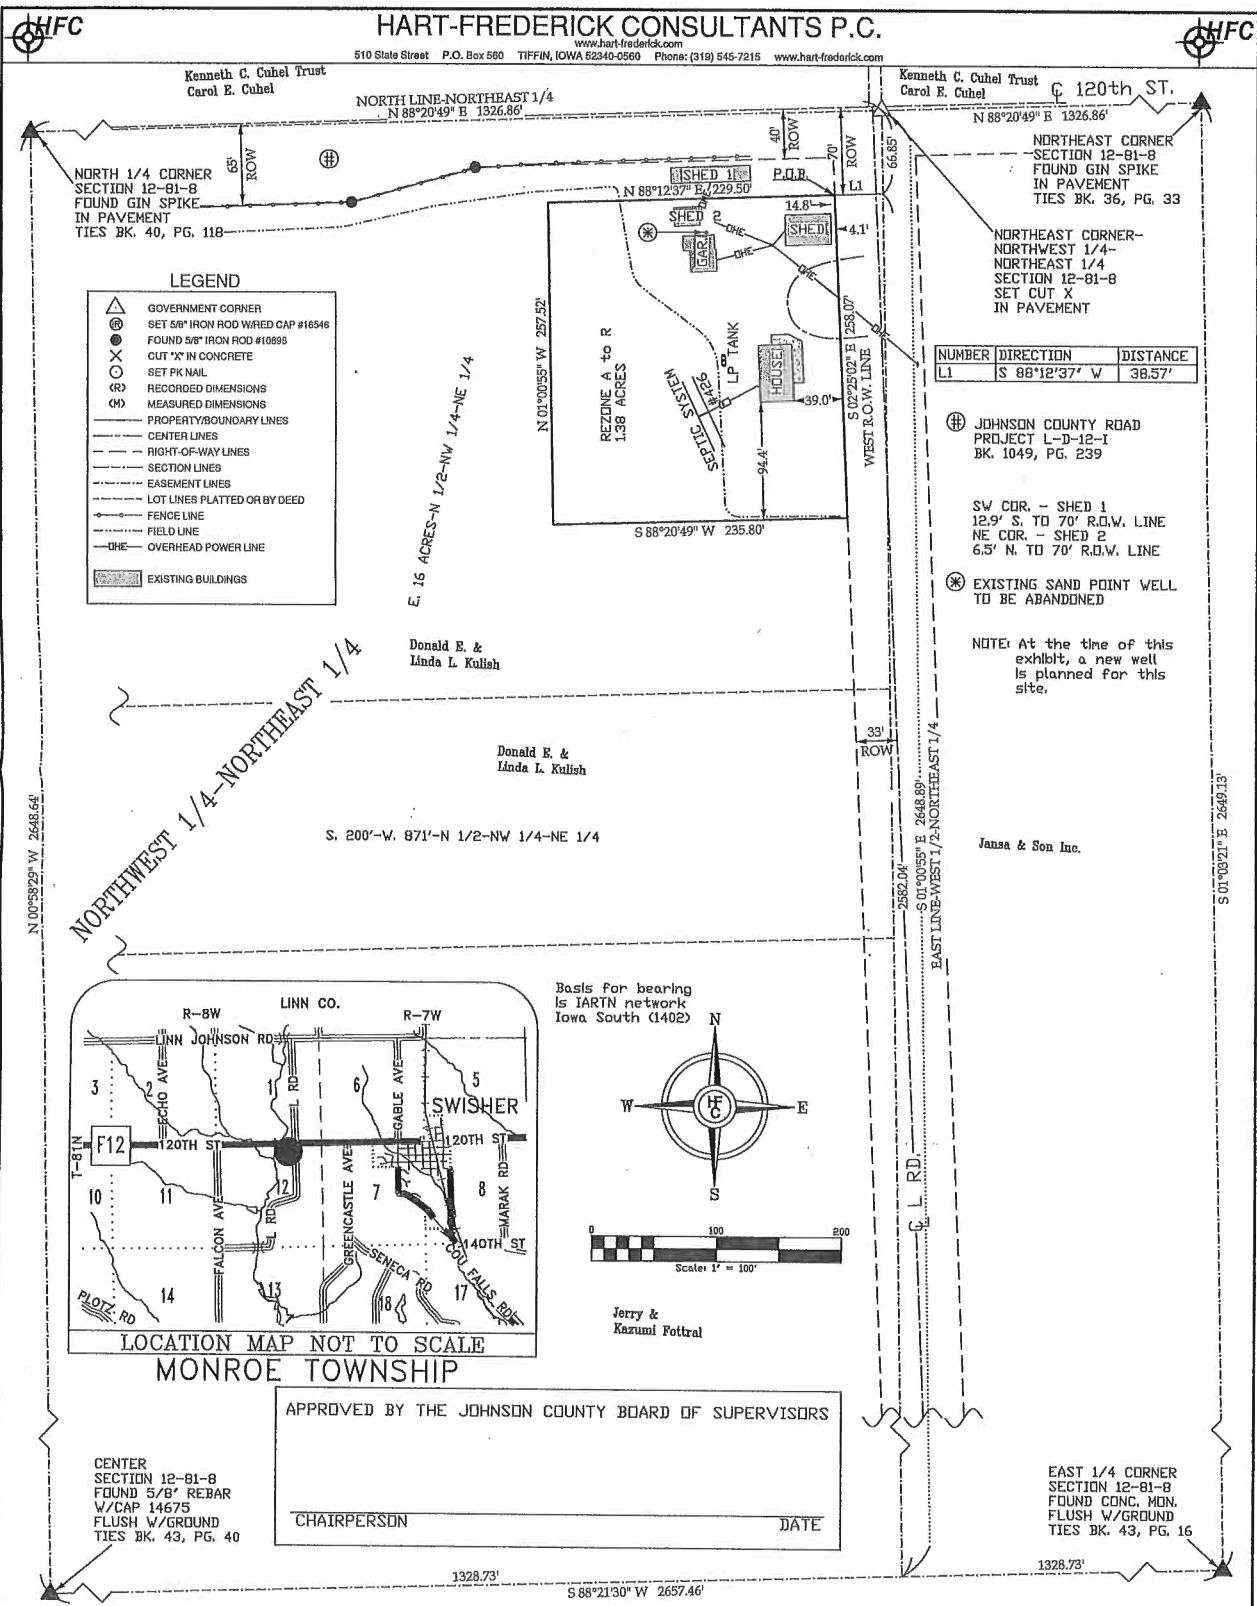 HFC
HART-FREDERICK CONSULTANTS P.C.
HFC
www.hart-frederick.com
510 State Street P.O. Box 560 TIFFIN, IOWA 52340-0560 Phone: (319) 545-7215 www.hart-frederick.com
Kenneth C. Cuhel Trust
Carol E. Cuhel
NORTH LINE-NORTHEAST 1/4
N 88°20'49" E 1326.86'
Kenneth C. Cuhel Trust
Carol E. Cuhel
℄ 120th ST.
N 88°20'49" E 1326.86'
NORTH 1/4 CORNER
SECTION 12-81-8
FOUND GIN SPIKE
IN PAVEMENT
TIES BK. 40, PG. 118
65'
ROW
#
40'
ROW
70'
ROW
66.85'
NORTHEAST CORNER
SECTION 12-81-8
FOUND GIN SPIKE
IN PAVEMENT
TIES BK. 36, PG. 33
SHED 1
P.O.B.
L1
N 88°12'37" E 229.50'
14.8'
SHED 2
SHED
4.1'
GAR.
OHE
OHE
OHE
OHE
OHE
NORTHEAST CORNER-
NORTHWEST 1/4-
NORTHEAST 1/4
SECTION 12-81-8
SET CUT X
IN PAVEMENT
LEGEND
GOVERNMENT CORNER
SET 5/8" IRON ROD W/RED CAP #16546
FOUND 5/8" IRON ROD #10698
CUT "X" IN CONCRETE
SET PK NAIL
(R) RECORDED DIMENSIONS
(M) MEASURED DIMENSIONS
PROPERTY/BOUNDARY LINES
CENTER LINES
RIGHT-OF-WAY LINES
SECTION LINES
EASEMENT LINES
LOT LINES PLATTED OR BY DEED
FENCE LINE
FIELD LINE
OHE OVERHEAD POWER LINE
EXISTING BUILDINGS
N 01°00'55" W 257.52'
REZONE A to R
1.38 ACRES
LP TANK
HOUSE
39.0'
SEPTIC SYSTEM
#A426
94.4'
S 02°25'02" E 258.07'
WEST R.O.W. LINE
S 88°20'49" W 235.80'
NUMBER DIRECTION DISTANCE
L1 S 88°12'37" W 38.57'
# JOHNSON COUNTY ROAD
PROJECT L-D-12-I
BK. 1049, PG. 239
SW COR. - SHED 1
12.9' S. TO 70' R.O.W. LINE
NE COR. - SHED 2
6.5' N. TO 70' R.O.W. LINE
EXISTING SAND POINT WELL
TO BE ABANDONED
NOTE: At the time of this
exhibit, a new well
is planned for this
site.
E. 16 ACRES-N 1/2-NW 1/4-NE 1/4
Donald E. &
Linda L. Kulish
NORTHWEST 1/4-NORTHEAST 1/4
33'
ROW
Donald E. &
Linda L. Kulish
S. 200'-W. 871'-N 1/2-NW 1/4-NE 1/4
N 00°58'29" W 2648.64'
2582.04'
S 01°00'55" E 2648.89'
EAST LINE-WEST 1/2-NORTHEAST 1/4
Jansa & Son Inc.
S 01°03'21" E 2649.13'
LINN CO.
R-8W
R-7W
LINN JOHNSON RD
3
2
1
6
5
ECHO AVE
L RD
GABLE AVE
SWISHER
T-81N
F12
120TH ST
120TH ST
10
11
12
7
8
FALCON AVE
L RD
GREENCASTLE AVE
MARAK RD
140TH ST
SENECA RD
COU FALLS RD
PLOTZ RD
14
13
18
17
LOCATION MAP NOT TO SCALE
MONROE TOWNSHIP
Basis for bearing
is IARTN network
Iowa South (1402)
N
W
HFC
E
S
0 100 200
Scale: 1" = 100'
℄ L RD.
Jerry &
Kazumi Fottral
APPROVED BY THE JOHNSON COUNTY BOARD OF SUPERVISORS
CHAIRPERSON DATE
CENTER
SECTION 12-81-8
FOUND 5/8" REBAR
W/CAP 14675
FLUSH W/GROUND
TIES BK. 43, PG. 40
EAST 1/4 CORNER
SECTION 12-81-8
FOUND CONC. MON.
FLUSH W/GROUND
TIES BK. 43, PG. 16
1328.73'
1328.73'
S 88°21'30" W 2657.46'